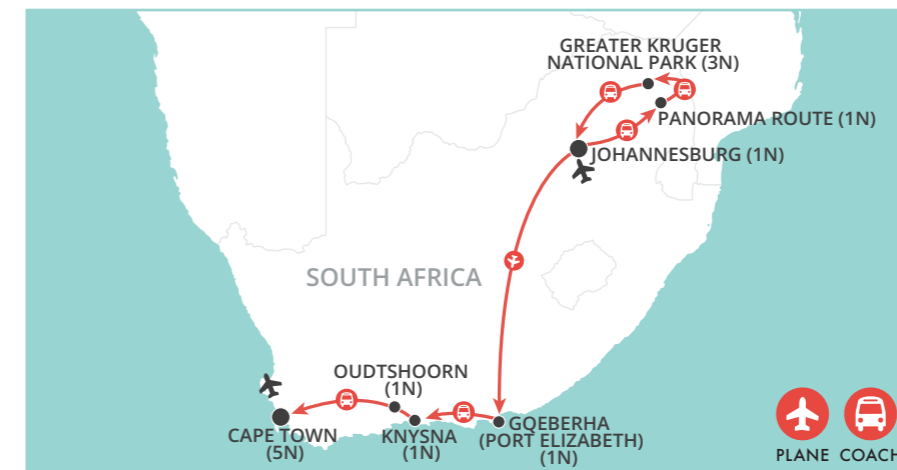 GREATER KRUGER
NATIONAL PARK (3N)
PANORAMA ROUTE (1N)
JOHANNESBURG (1N)
SOUTH AFRICA
OUDTSHOORN
(1N)
CAPE TOWN
(5N)
KNYSNA
(1N)
GQEBERHA
(PORT ELIZABETH)
(1N)
PLANE COACH